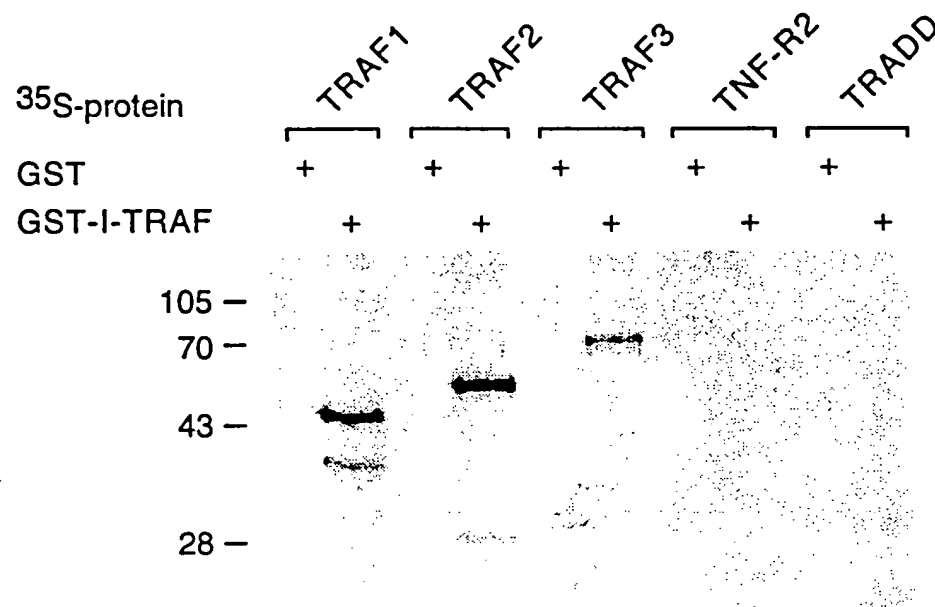 TRAF1 TRAF2 TRAF3 TNF-R2 TRADD
35S-protein
GST + + + + +
GST-I-TRAF + + + + +
105
70
43
28